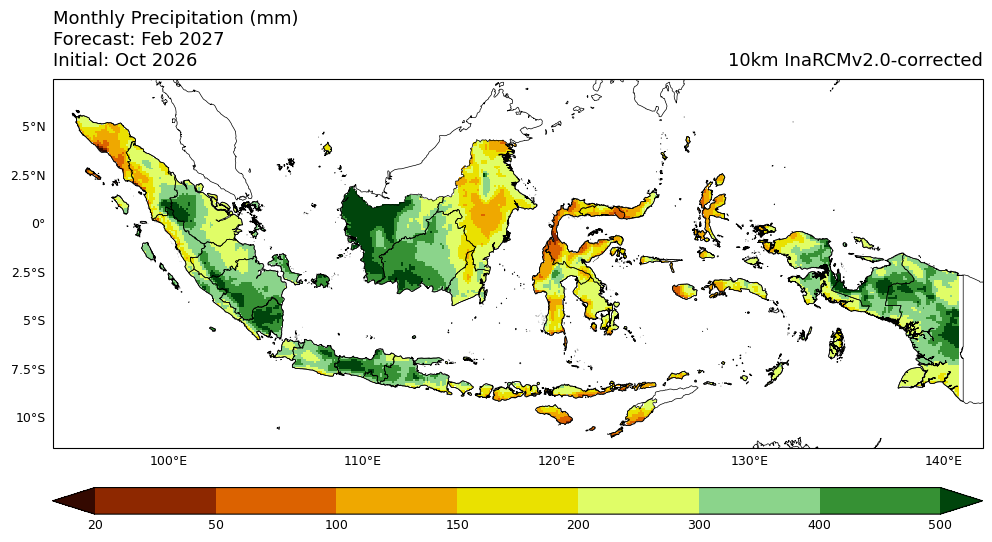 Monthly Precipitation (mm)
Forecast: Feb 2027
Initial: Oct 2026
10km InaRCMv2.0-corrected
5°N
2.5°N
0°
2.5°S
5°S
7.5°S
10°S
100°E 110°E 120°E 130°E 140°E
20 50 100 150 200 300 400 500